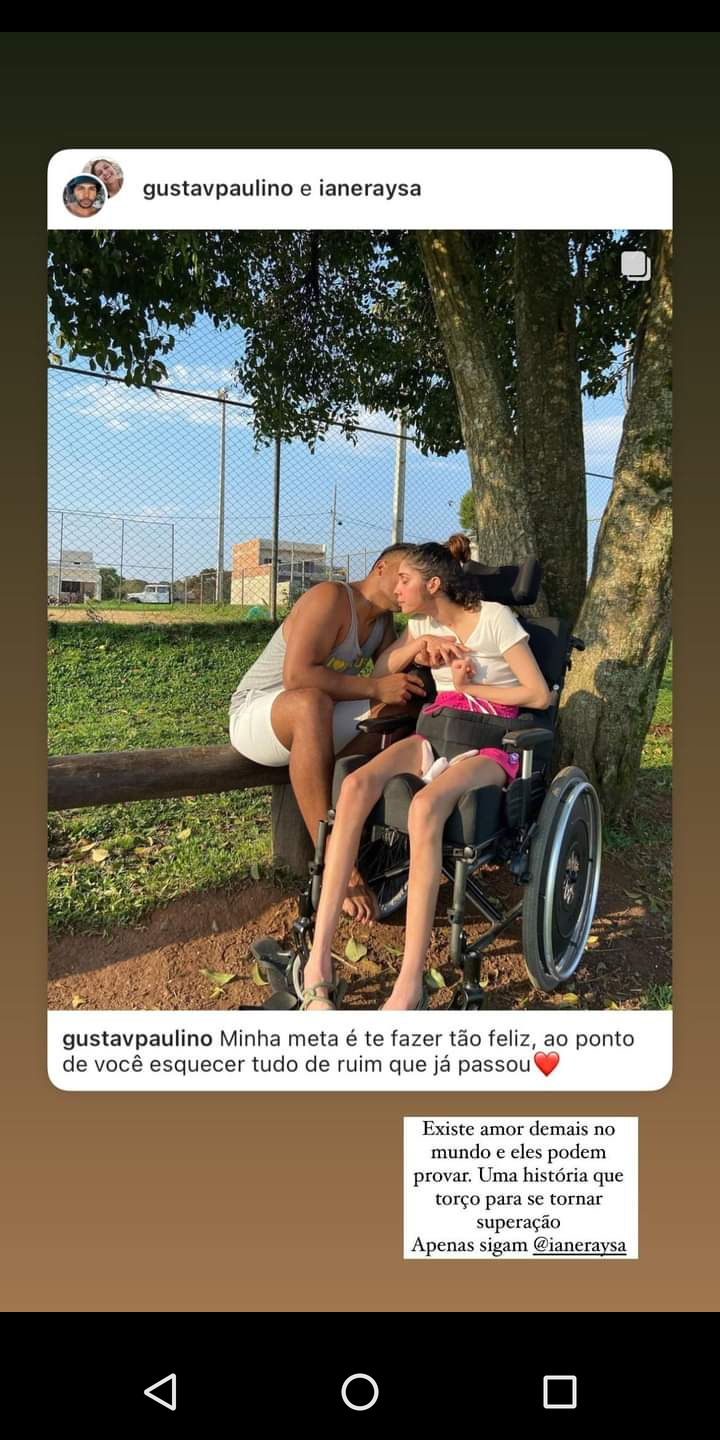 gustavpaulino e ianeraysa
gustavpaulino Minha meta é te fazer tão feliz, ao ponto
de você esquecer tudo de ruim que já passou❤️
Existe amor demais no
mundo e eles podem
provar. Uma história que
torço para se tornar
superação
Apenas sigam @ianeraysa